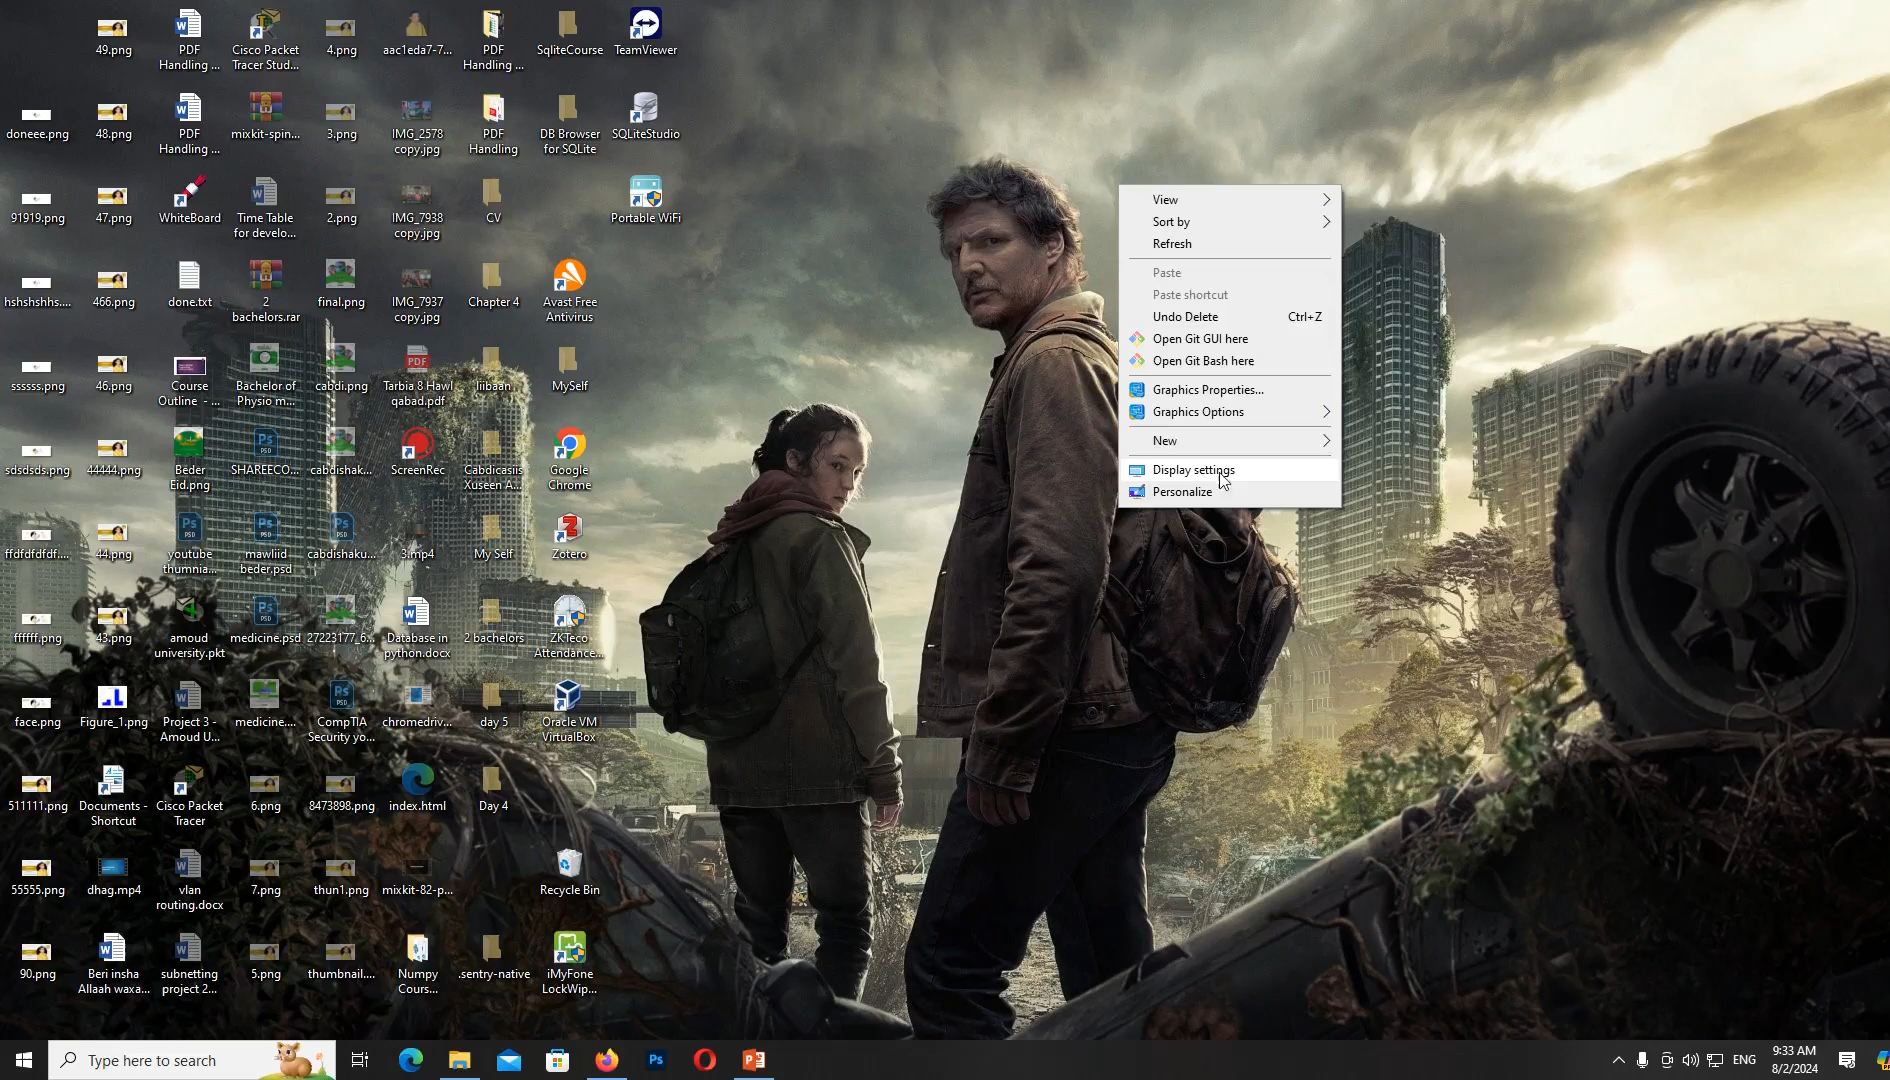 49.png
PDF
Handling ...
Cisco Packet
Tracer Stud...
4.png
aac1eda7-7...
PDF
Handling ...
SqliteCourse
TeamViewer
doneee.png
48.png
PDF
Handling ...
mixkit-spin...
3.png
IMG_2578
copy.jpg
PDF
Handling
DB Browser
for SQLite
SQLiteStudio
91919.png
47.png
WhiteBoard
Time Table
for develo...
2.png
IMG_7938
copy.jpg
CV
Portable WiFi
hshshshhs....
466.png
done.txt
2
bachelors.rar
final.png
IMG_7937
copy.jpg
Chapter 4
Avast Free
Antivirus
ssssss.png
46.png
Course
Outline - ...
Bachelor of
Physio m...
cabdi.png
Tarbia 8 Hawl
qabad.pdf
liibaan
MySelf
sdsdsds.png
44444.png
Beder
Eid.png
SHAREECO...
cabdishak...
ScreenRec
Cabdicasiis
Xuseen A...
Google
Chrome
ffdfdfdfdf....
44.png
youtube
thumnia...
mawliid
beder.psd
cabdishaku...
3.mp4
My Self
Zotero
ffffff.png
43.png
amoud
university.pkt
medicine.psd
27223177_6...
Database in
python.docx
2 bachelors
ZKTeco
Attendance...
face.png
Figure_1.png
Project 3 -
Amoud U...
medicine....
CompTIA
Security yo...
chromedriv...
day 5
Oracle VM
VirtualBox
511111.png
Documents -
Shortcut
Cisco Packet
Tracer
6.png
8473898.png
index.html
Day 4
55555.png
dhag.mp4
vlan
routing.docx
7.png
thun1.png
mixkit-82-p...
Recycle Bin
90.png
Beri insha
Allaah waxa...
subnetting
project 2...
5.png
thumbnail....
Numpy
Cours...
.sentry-native
iMyFone
LockWip...
View
Sort by
Refresh
Paste
Paste shortcut
Undo Delete Ctrl+Z
Open Git GUI here
Open Git Bash here
Graphics Properties...
Graphics Options
New
Display settings
Personalize
Type here to search
ENG
9:33 AM
8/2/2024